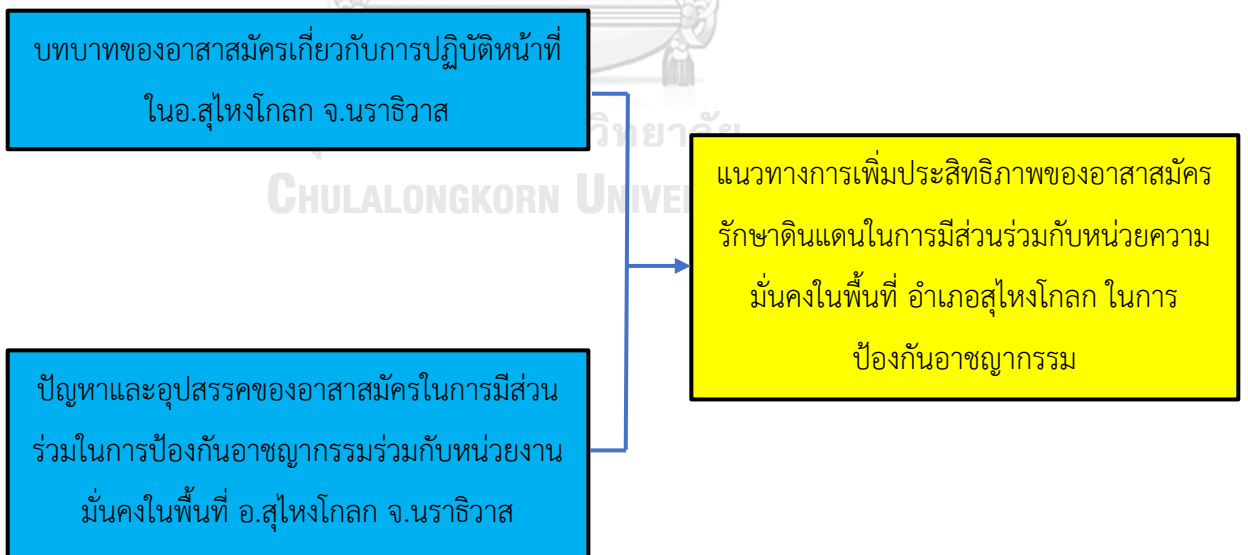 บทบาทของอาสาสมัครเกี่ยวกับการปฏิบัติหน้าที่
ในอ.สุไหงโกลก จ.นราธิวาส
วิทยาลัย
CHULALONGKORN
แนวทางการเพิ่มประสิทธิภาพของอาสาสมัคร
รักษาดินแดนในการมีส่วนร่วมกับหน่วยความ
มั่นคงในพื้นที่ อำเภอสุไหงโกลก ในการ
ป้องกันอาชญากรรม
ปัญหาและอุปสรรคของอาสาสมัครในการมีส่วน
ร่วมในการป้องกันอาชญากรรมร่วมกับหน่วยงาน
มั่นคงในพื้นที่ อ.สุไหงโกลก จ.นราธิวาส